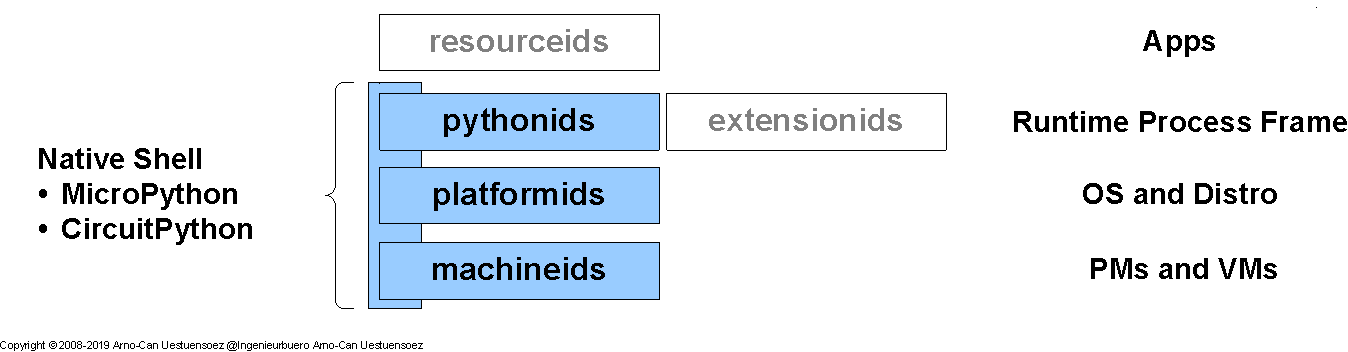 resourceids
Apps
pythonids
extensionids
Runtime Process Frame
Native Shell
• MicroPython
• CircuitPython
platformids
OS and Distro
machineids
PMs and VMs
Copyright ©2008-2019 Arno-Can Uestuensoez @Ingenieurbuero Arno-Can Uestuensoez